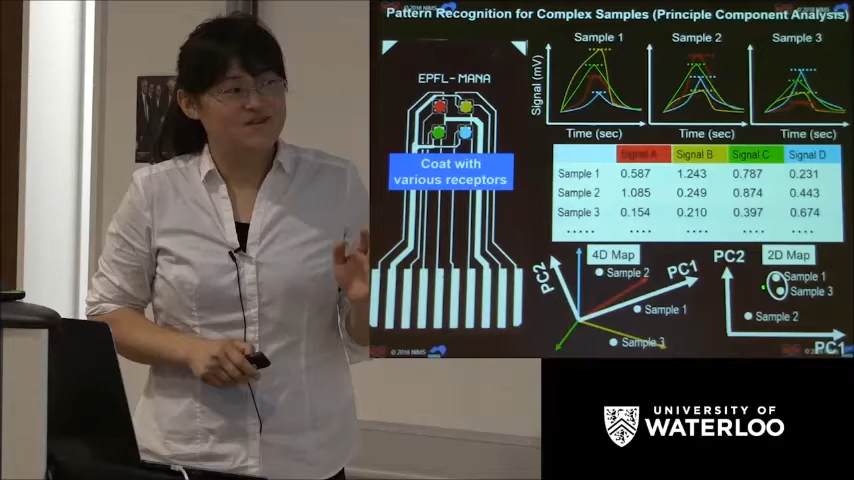 Pattern Recognition for Complex Samples (Principle Component Analysis)
EPFL-MANA
Coat with
various receptors
Sample 1
Sample 2
Sample 3
Signal (mV)
Time (sec)
Time (sec)
Time (sec)
Signal A Signal B Signal C Signal D
Sample 1 0.587 1.243 0.787 0.231
Sample 2 1.085 0.249 0.874 0.443
Sample 3 0.154 0.210 0.397 0.674
..... .... .... .... ....
4D Map
PC2
PC1
Sample 2
Sample 1
Sample 3
2D Map
PC2
Sample 1
Sample 3
Sample 2
PC1
© 2016 NIMS
UNIVERSITY OF
WATERLOO